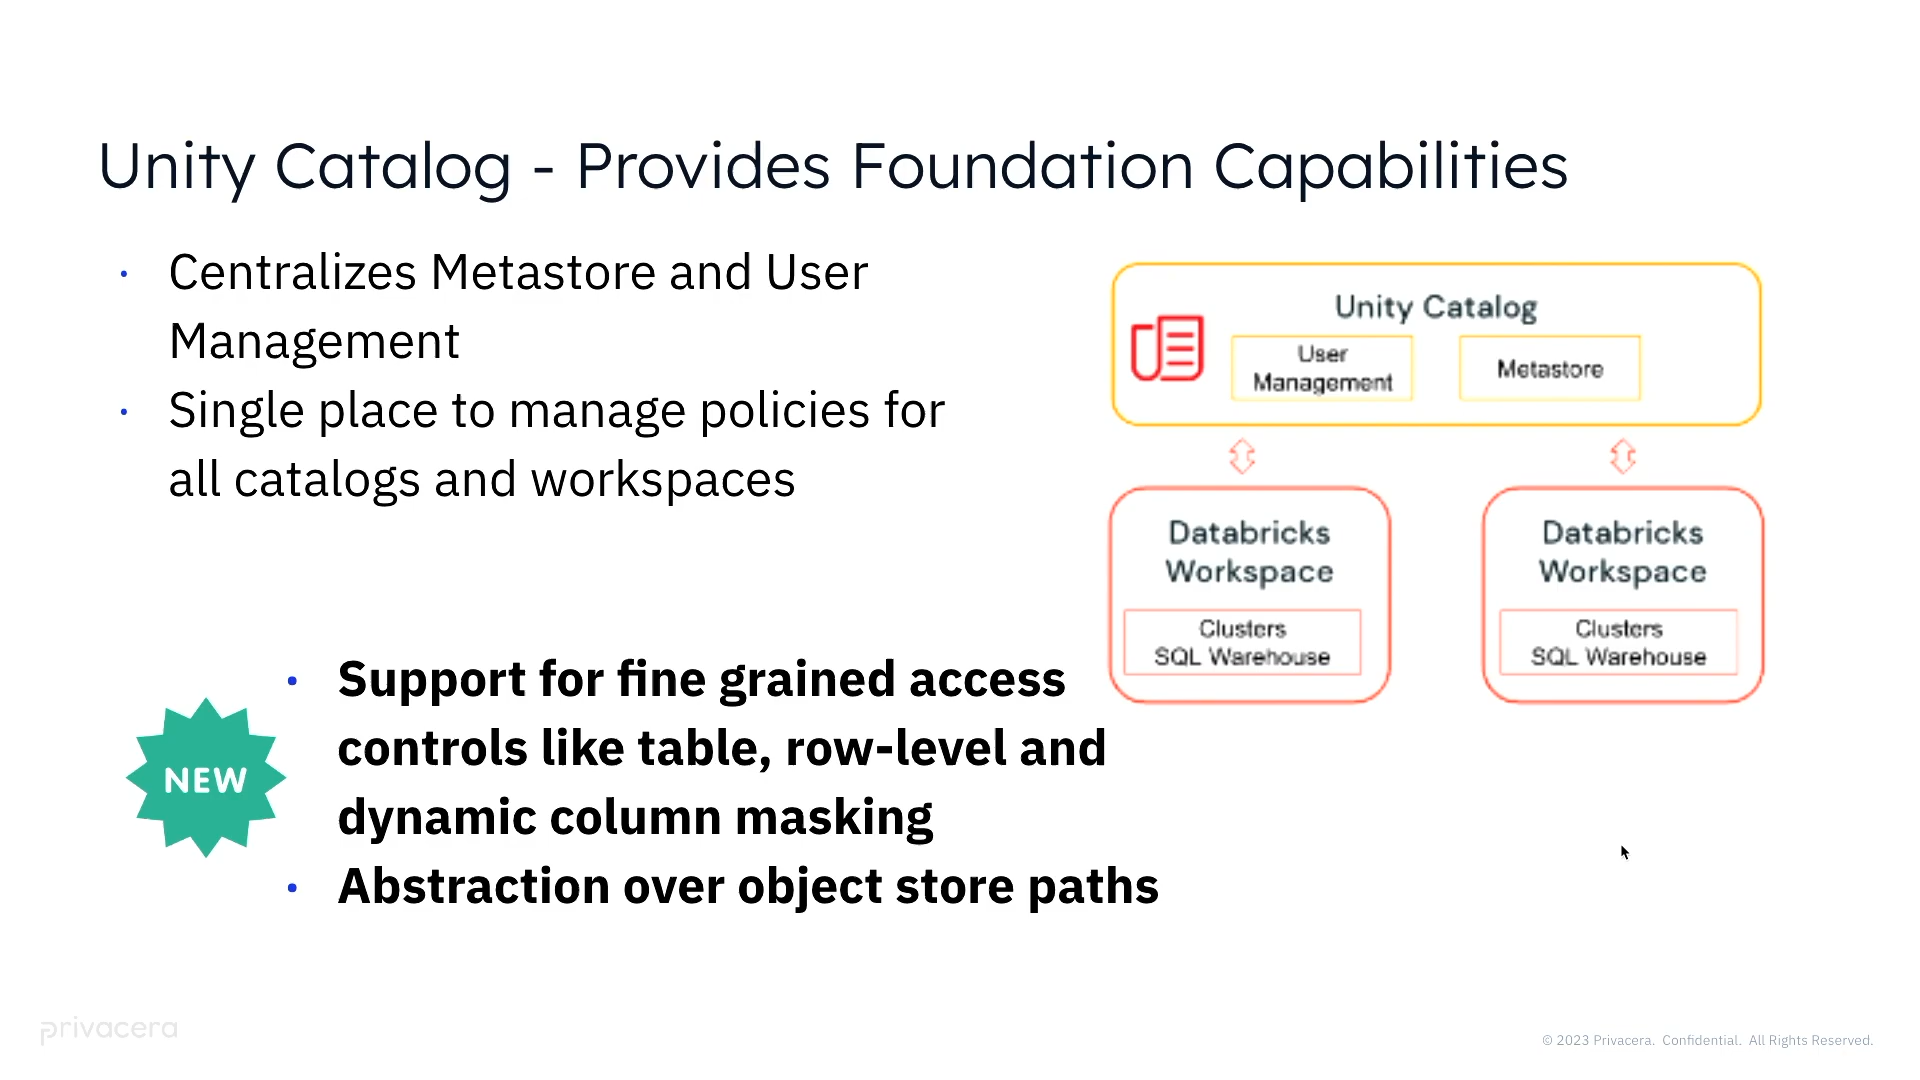 Unity Catalog - Provides Foundation Capabilities
· Centralizes Metastore and User
Management
· Single place to manage policies for
all catalogs and workspaces
Unity Catalog
User
Management
Metastore
Databricks
Workspace
Clusters
SQL Warehouse
Databricks
Workspace
Clusters
SQL Warehouse
NEW
· Support for fine grained access
controls like table, row-level and
dynamic column masking
· Abstraction over object store paths
privacera
© 2023 Privacera. Confidential. All Rights Reserved.